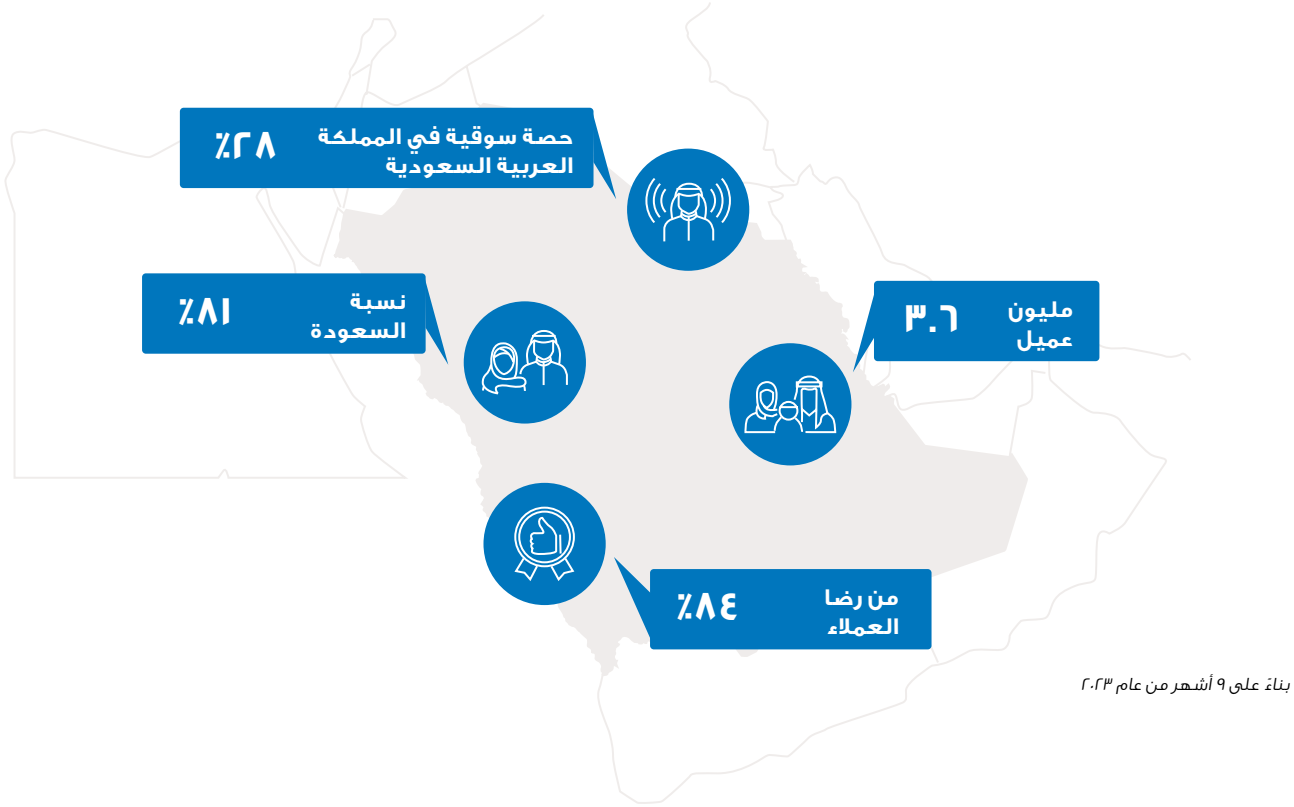 حصة سوقية في المملكة
العربية السعودية
٢٨٪
نسبة
السعودة
٨١٪
مليون
عميل
٣.٦
من رضا
العملاء
٨٤٪
بناءً على ٩ أشهر من عام ٢٠٢٣